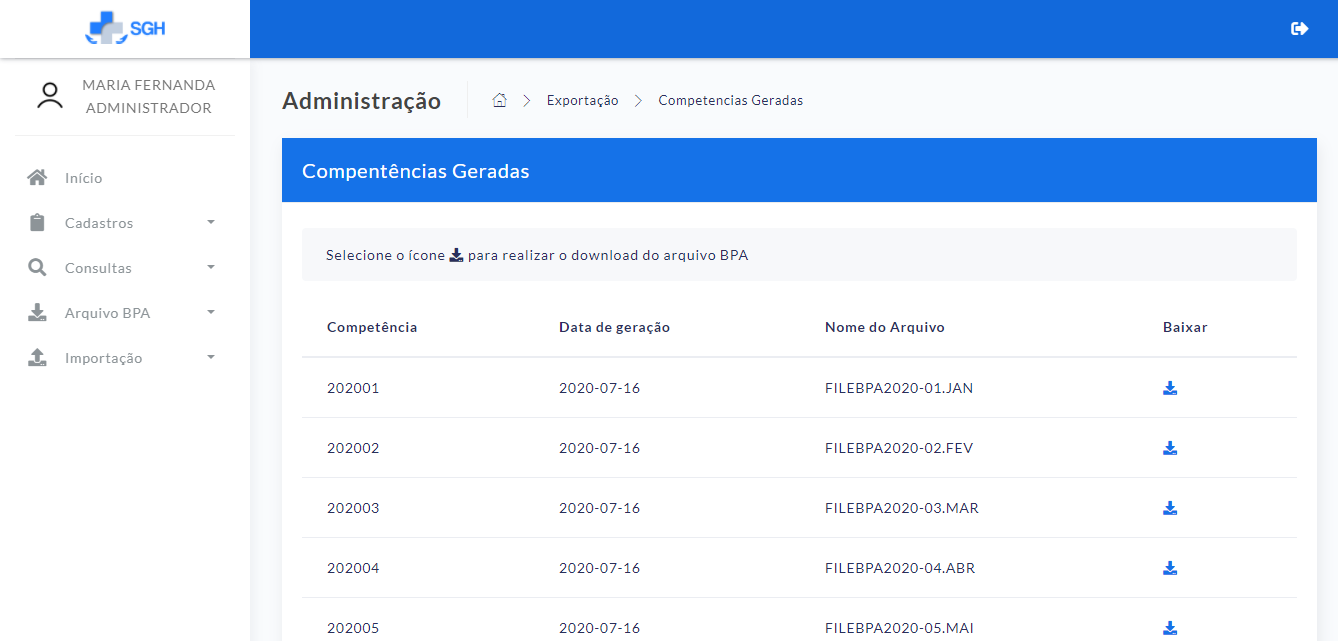 SGH
MARIA FERNANDA
ADMINISTRADOR
Início
Cadastros
Consultas
Arquivo BPA
Importação
Administração
Exportação
Competencias Geradas
Compentências Geradas
Selecione o ícone para realizar o download do arquivo BPA
Competência Data de geração Nome do Arquivo Baixar
202001 2020-07-16 FILEBPA2020-01.JAN
202002 2020-07-16 FILEBPA2020-02.FEV
202003 2020-07-16 FILEBPA2020-03.MAR
202004 2020-07-16 FILEBPA2020-04.ABR
202005 2020-07-16 FILEBPA2020-05.MAI